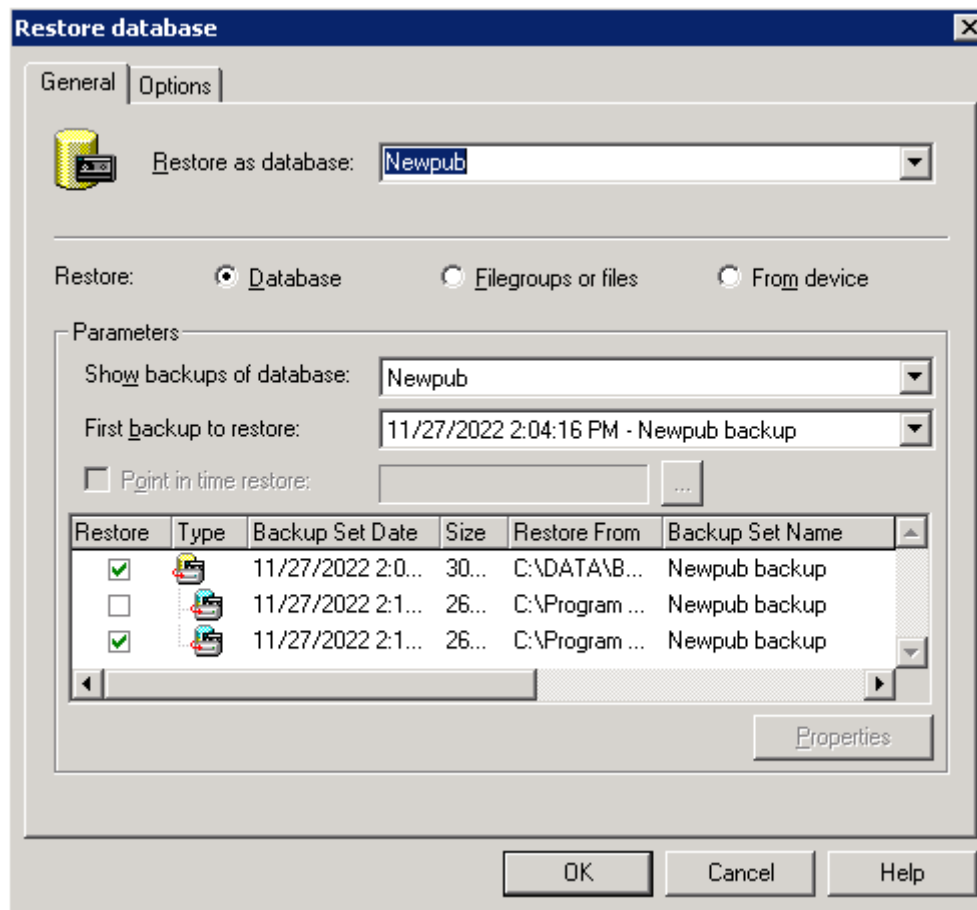 Restore database
General Options
Restore as database: Newpub
Restore: Database Filegroups or files From device
Parameters
Show backups of database: Newpub
First backup to restore: 11/27/2022 2:04:16 PM - Newpub backup
Point in time restore: ...
Restore Type Backup Set Date Size Restore From Backup Set Name
11/27/2022 2:0... 30... C:\DATA\B... Newpub backup
11/27/2022 2:1... 26... C:\Program ... Newpub backup
11/27/2022 2:1... 26... C:\Program ... Newpub backup
Properties
OK Cancel Help